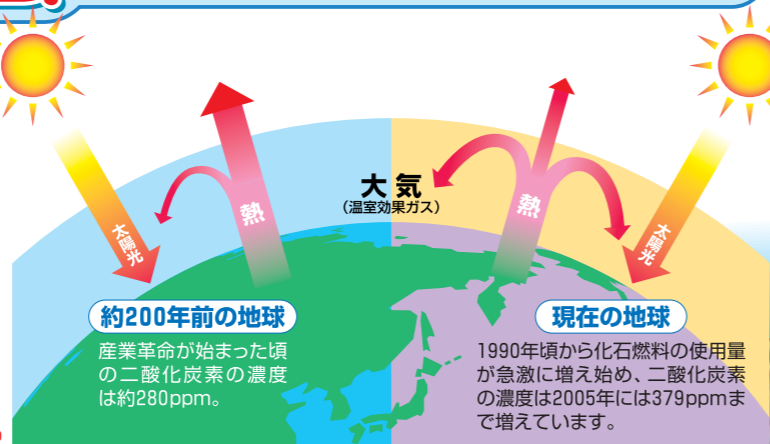 大気
（温室効果ガス）
熱
太陽光
熱
太陽光
約200年前の地球
産業革命が始まった頃
の二酸化炭素の濃度
は約280ppm。
現在の地球
1990年頃から化石燃料の使用量
が急激に増え始め、二酸化炭素
の濃度は2005年には379ppmま
で増えています。